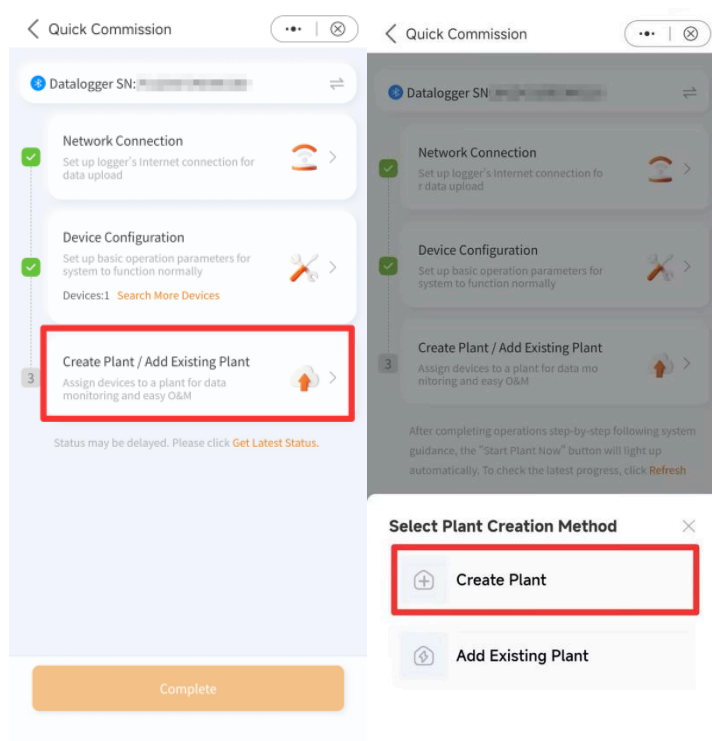 Quick Commission
Datalogger SN:
Network Connection
Set up logger's Internet connection for
data upload
Device Configuration
Set up basic operation parameters for
system to function normally
Devices:1 Search More Devices
3
Create Plant / Add Existing Plant
Assign devices to a plant for data
monitoring and easy O&M
Status may be delayed. Please click Get Latest Status.
Complete
Quick Commission
Datalogger SN
Network Connection
Set up logger's Internet connection fo
r data upload
Device Configuration
Set up basic operation parameters for
system to function normally
3
Create Plant / Add Existing Plant
Assign devices to a plant for data mo
nitoring and easy O&M
After completing operations step-by-step following system
guidance, the "Start Plant Now" button will light up
automatically. To check the latest progress, click Refresh
Select Plant Creation Method
Create Plant
Add Existing Plant